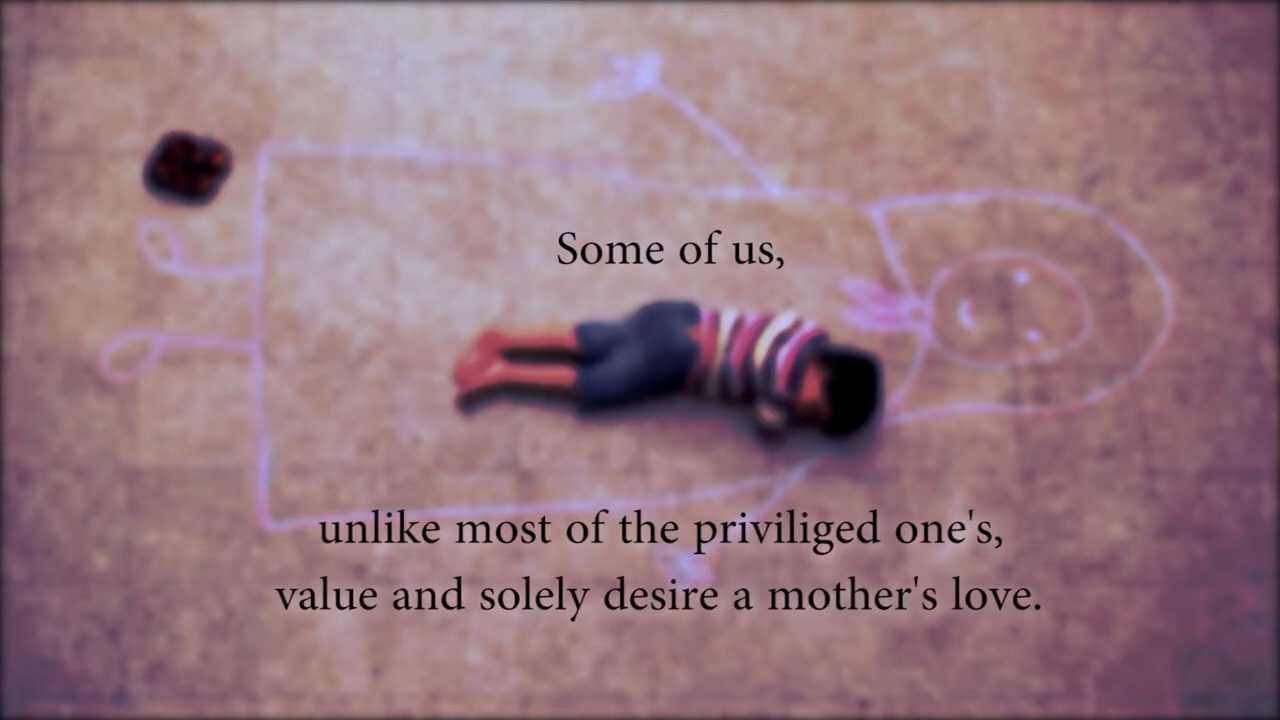 Some of us,
unlike most of the priviliged one's,
value and solely desire a mother's love.